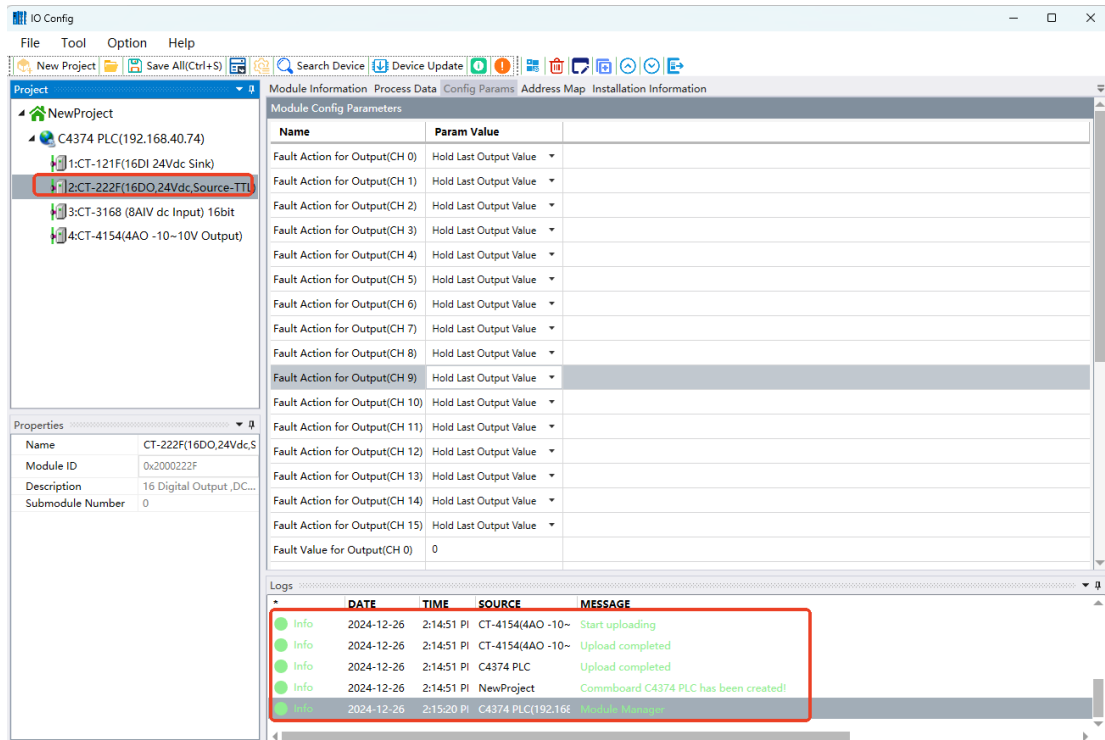 IO Config
File Tool Option Help
New Project Save All(Ctrl+S) Search Device Device Update
Project
NewProject
C4374 PLC(192.168.40.74)
1:CT-121F(16DI 24Vdc Sink)
2:CT-222F(16DO,24Vdc,Source-TTL)
3:CT-3168 (8AIV dc Input) 16bit
4:CT-4154(4AO -10~10V Output)
Properties
Name CT-222F(16DO,24Vdc,S
Module ID 0x2000222F
Description 16 Digital Output ,DC...
Submodule Number 0
Module Information Process Data Config Params Address Map Installation Information
Module Config Parameters
Name Param Value
Fault Action for Output(CH 0) Hold Last Output Value
Fault Action for Output(CH 1) Hold Last Output Value
Fault Action for Output(CH 2) Hold Last Output Value
Fault Action for Output(CH 3) Hold Last Output Value
Fault Action for Output(CH 4) Hold Last Output Value
Fault Action for Output(CH 5) Hold Last Output Value
Fault Action for Output(CH 6) Hold Last Output Value
Fault Action for Output(CH 7) Hold Last Output Value
Fault Action for Output(CH 8) Hold Last Output Value
Fault Action for Output(CH 9) Hold Last Output Value
Fault Action for Output(CH 10) Hold Last Output Value
Fault Action for Output(CH 11) Hold Last Output Value
Fault Action for Output(CH 12) Hold Last Output Value
Fault Action for Output(CH 13) Hold Last Output Value
Fault Action for Output(CH 14) Hold Last Output Value
Fault Action for Output(CH 15) Hold Last Output Value
Fault Value for Output(CH 0) 0
Logs
* DATE TIME SOURCE MESSAGE
Info 2024-12-26 2:14:51 PI CT-4154(4AO -10~ Start uploading
Info 2024-12-26 2:14:51 PI CT-4154(4AO -10~ Upload completed
Info 2024-12-26 2:14:51 PI C4374 PLC Upload completed
Info 2024-12-26 2:14:51 PI NewProject Commboard C4374 PLC has been created!
Info 2024-12-26 2:15:20 PI C4374 PLC(192.168 Module Manager